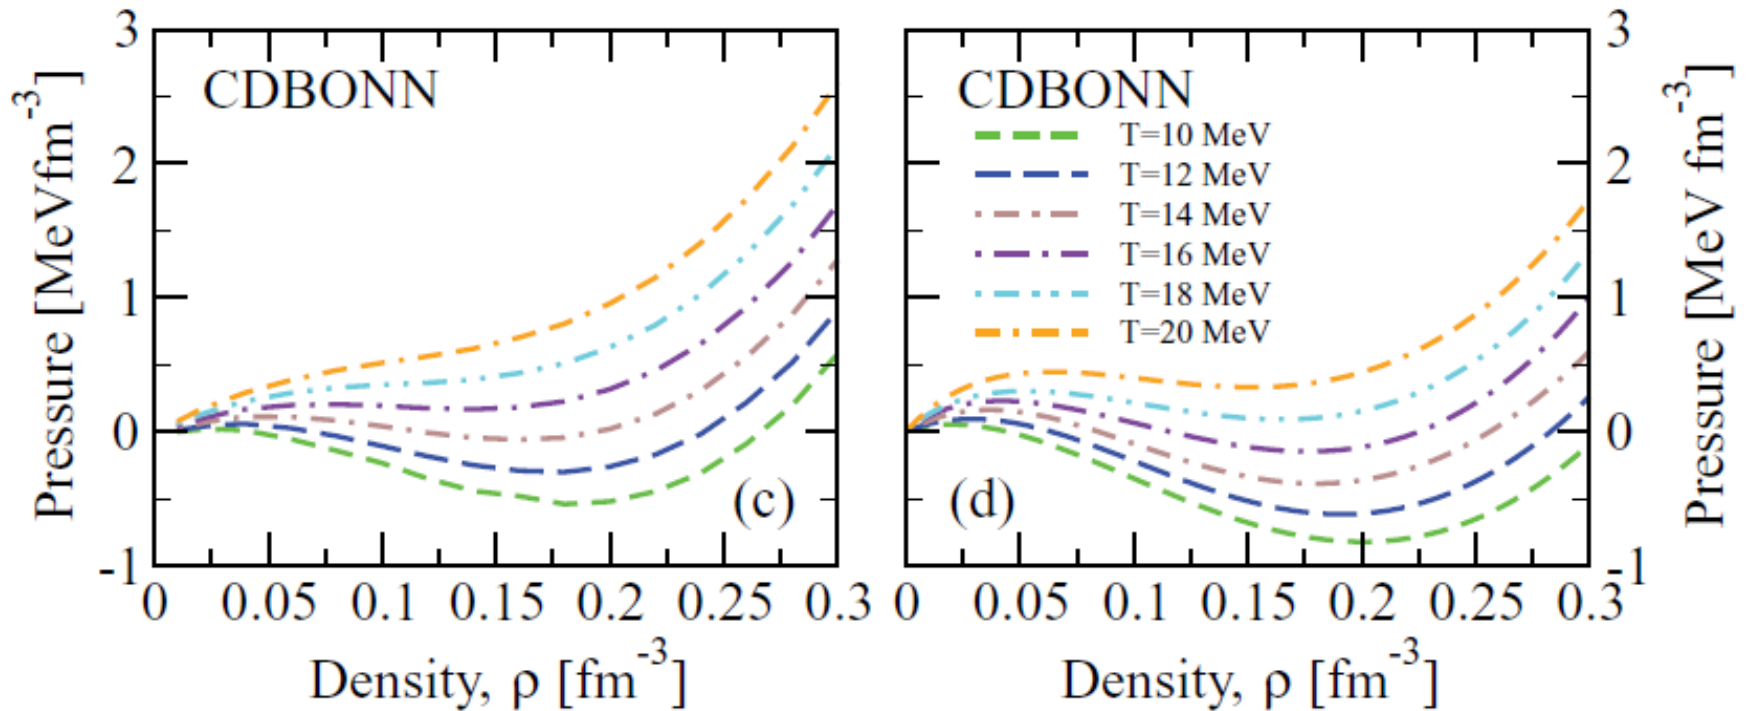 3
2
1
0
-1
Pressure [MeVfm⁻³]
CDBONN
(c)
0 0.05 0.1 0.15 0.2 0.25 0.3
Density, ρ [fm⁻³]
CDBONN
T=10 MeV
T=12 MeV
T=14 MeV
T=16 MeV
T=18 MeV
T=20 MeV
(d)
0 0.05 0.1 0.15 0.2 0.25 0.3
Density, ρ [fm⁻³]
3
2
1
0
-1
Pressure [MeV fm⁻³]